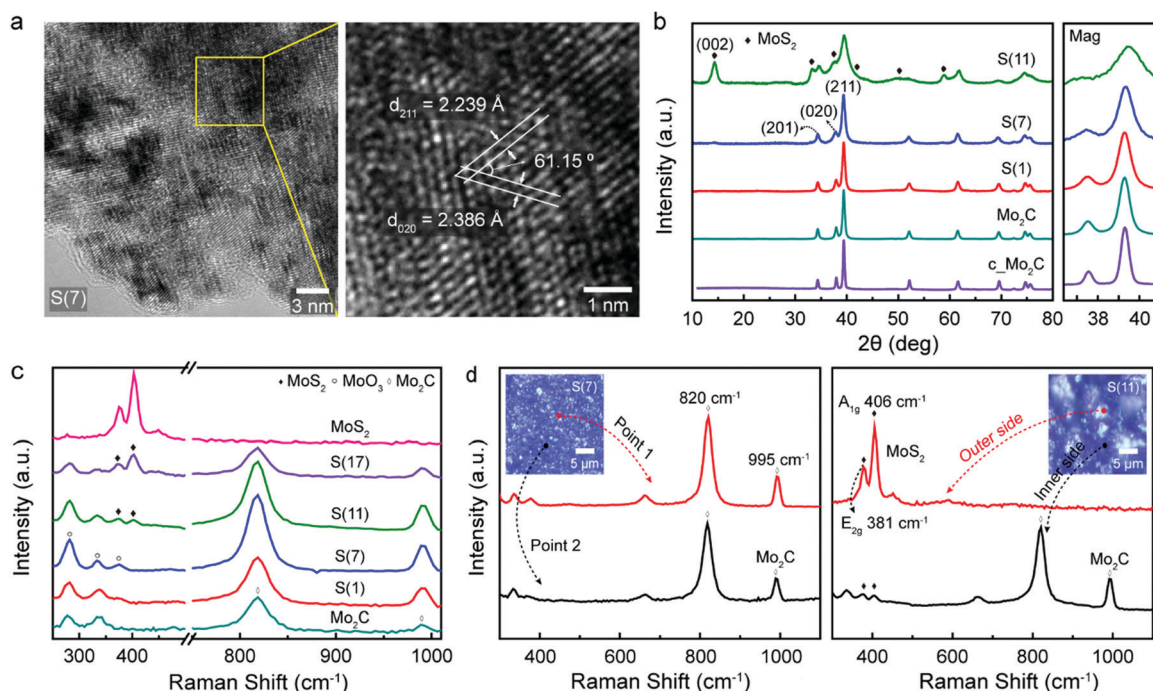 a
d₂₁₁ = 2.239 Å
61.15 º
d₀₂₀ = 2.386 Å
S(7)
3 nm
1 nm
b
♦ MoS₂
(002)
S(11)
(211)
(020)
(201)
S(7)
S(1)
Mo₂C
c_Mo₂C
Intensity (a.u.)
10 20 30 40 50 60 70 80
2θ (deg)
Mag
38 40
c
♦ MoS₂ ○ MoO₃ ◊ Mo₂C
MoS₂
S(17)
S(11)
S(7)
S(1)
Mo₂C
Intensity (a.u.)
300 400 800 900 1000
Raman Shift (cm⁻¹)
d
S(7)
5 μm
820 cm⁻¹
Point 1
995 cm⁻¹
Point 2
Mo₂C
Intensity (a.u.)
400 600 800 1000
Raman Shift (cm⁻¹)
A₁g 406 cm⁻¹
MoS₂
S(11)
5 μm
Outer side
Inner side
E₂g 381 cm⁻¹
Mo₂C
400 600 800 1000
Raman Shift (cm⁻¹)